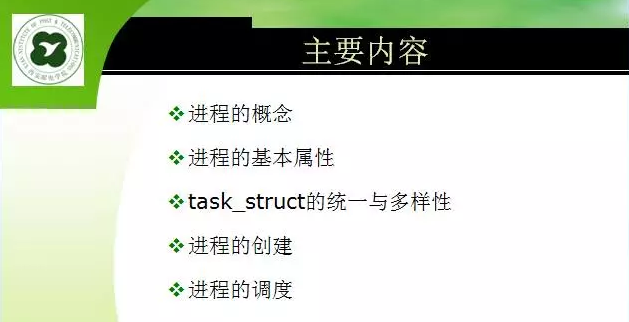 主要内容
进程的概念
进程的基本属性
task_struct的统一与多样性
进程的创建
进程的调度